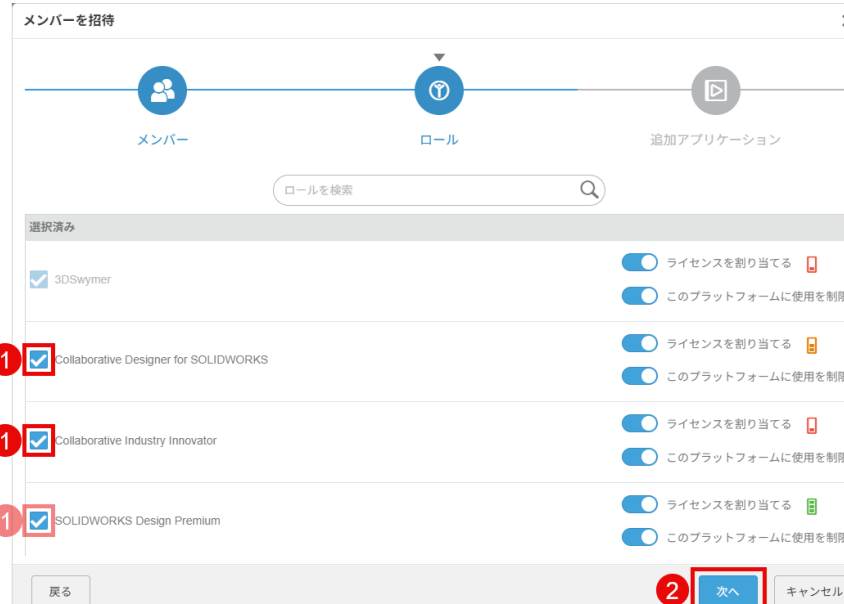 メンバーを招待
メンバー
ロール
追加アプリケーション
ロールを検索
選択済み
3DSwymer
ライセンスを割り当てる
このプラットフォームに使用を制限
1
Collaborative Designer for SOLIDWORKS
ライセンスを割り当てる
このプラットフォームに使用を制限
1
Collaborative Industry Innovator
ライセンスを割り当てる
このプラットフォームに使用を制限
1
SOLIDWORKS Design Premium
ライセンスを割り当てる
このプラットフォームに使用を制限
戻る
2
次へ
キャンセル